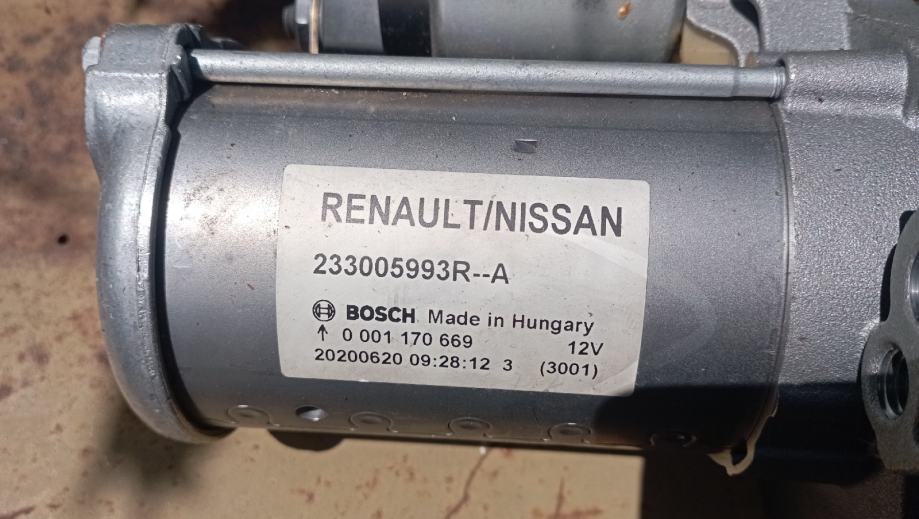 RENAULT/NISSAN
233005993R--A
BOSCH Made in Hungary
↑ 0 001 170 669 12V
20200620 09:28:12 3 (3001)